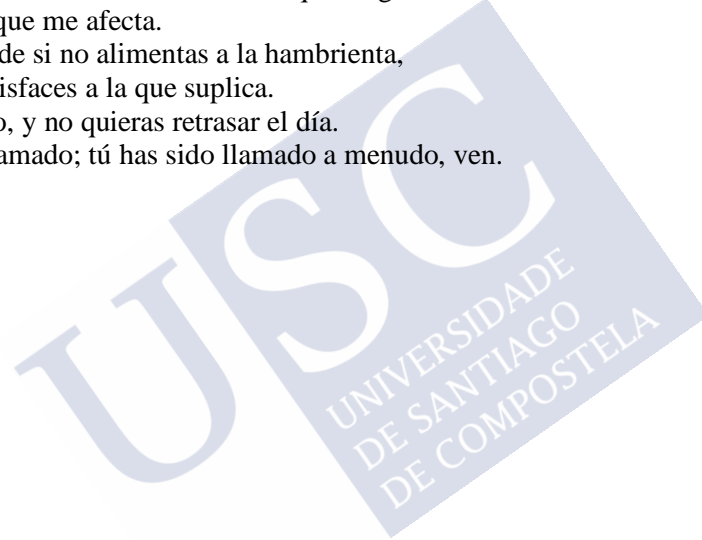 que me afecta.
de si no alimentas a la hambrienta,
isfaces a la que suplica.
o, y no quieras retrasar el día.
amado; tú has sido llamado a menudo, ven.
USC
UNIVERSIDADE
DE SANTIAGO
DE COMPOSTELA